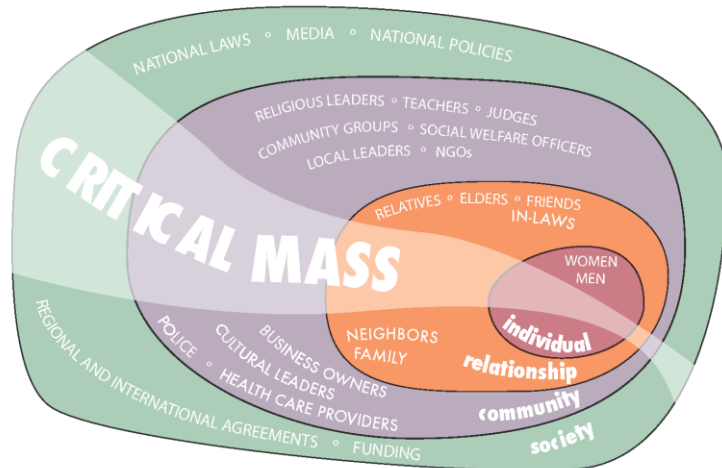 NATIONAL LAWS ° MEDIA ° NATIONAL POLICIES
RELIGIOUS LEADERS ° TEACHERS ° JUDGES
COMMUNITY GROUPS ° SOCIAL WELFARE OFFICERS
LOCAL LEADERS ° NGOs
CRITICAL MASS
RELATIVES ° ELDERS ° FRIENDS
IN-LAWS
WOMEN
MEN
individual
NEIGHBORS
FAMILY
relationship
BUSINESS OWNERS
CULTURAL LEADERS
POLICE ° HEALTH CARE PROVIDERS
community
REGIONAL AND INTERNATIONAL AGREEMENTS ° FUNDING
society